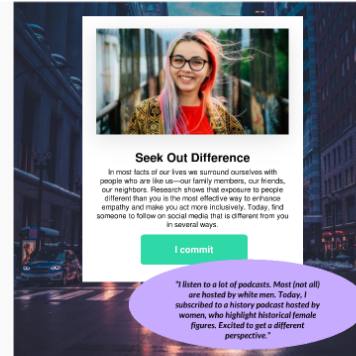 Seek Out Difference
In most facts of our lives we surround ourselves with
people who are like us—our family members, our friends,
our neighbors. Research shows that exposure to people
different than you is the most effective way to enhance
empathy and make you act more inclusively. Today, find
someone to follow on social media that is different from you
in several ways.
I commit
"I listen to a lot of podcasts. Most (not all)
are hosted by white men. Today, I
subscribed to a history podcast hosted by
women, who highlight historical female
figures. Excited to get a different
perspective."